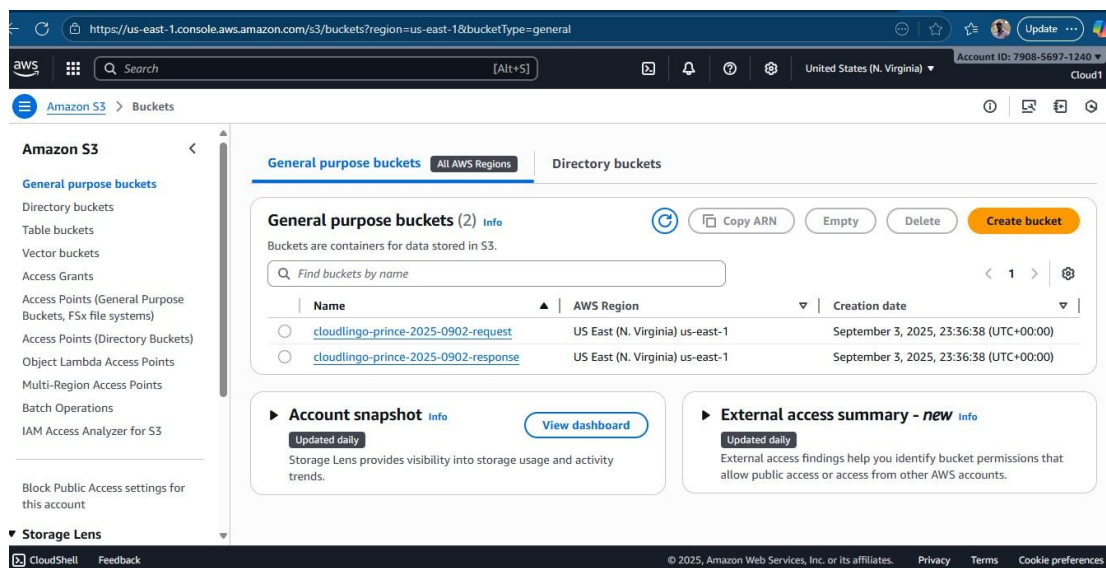 https://us-east-1.console.aws.amazon.com/s3/buckets?region=us-east-1&bucketType=general
Update
aws
Search
[Alt+S]
United States (N. Virginia)
Account ID: 7908-5697-1240
Cloud1
Amazon S3 > Buckets
Amazon S3
General purpose buckets
Directory buckets
Table buckets
Vector buckets
Access Grants
Access Points (General Purpose
Buckets, FSx file systems)
Access Points (Directory Buckets)
Object Lambda Access Points
Multi-Region Access Points
Batch Operations
IAM Access Analyzer for S3
Block Public Access settings for
this account
Storage Lens
General purpose buckets All AWS Regions
Directory buckets
General purpose buckets (2) Info
Copy ARN
Empty
Delete
Create bucket
Buckets are containers for data stored in S3.
Find buckets by name
1
Name AWS Region Creation date
cloudlingo-prince-2025-0902-request US East (N. Virginia) us-east-1 September 3, 2025, 23:36:38 (UTC+00:00)
cloudlingo-prince-2025-0902-response US East (N. Virginia) us-east-1 September 3, 2025, 23:36:38 (UTC+00:00)
Account snapshot Info
View dashboard
Updated daily
Storage Lens provides visibility into storage usage and activity
trends.
External access summary - new Info
Updated daily
External access findings help you identify bucket permissions that
allow public access or access from other AWS accounts.
CloudShell Feedback
© 2025, Amazon Web Services, Inc. or its affiliates. Privacy Terms Cookie preferences